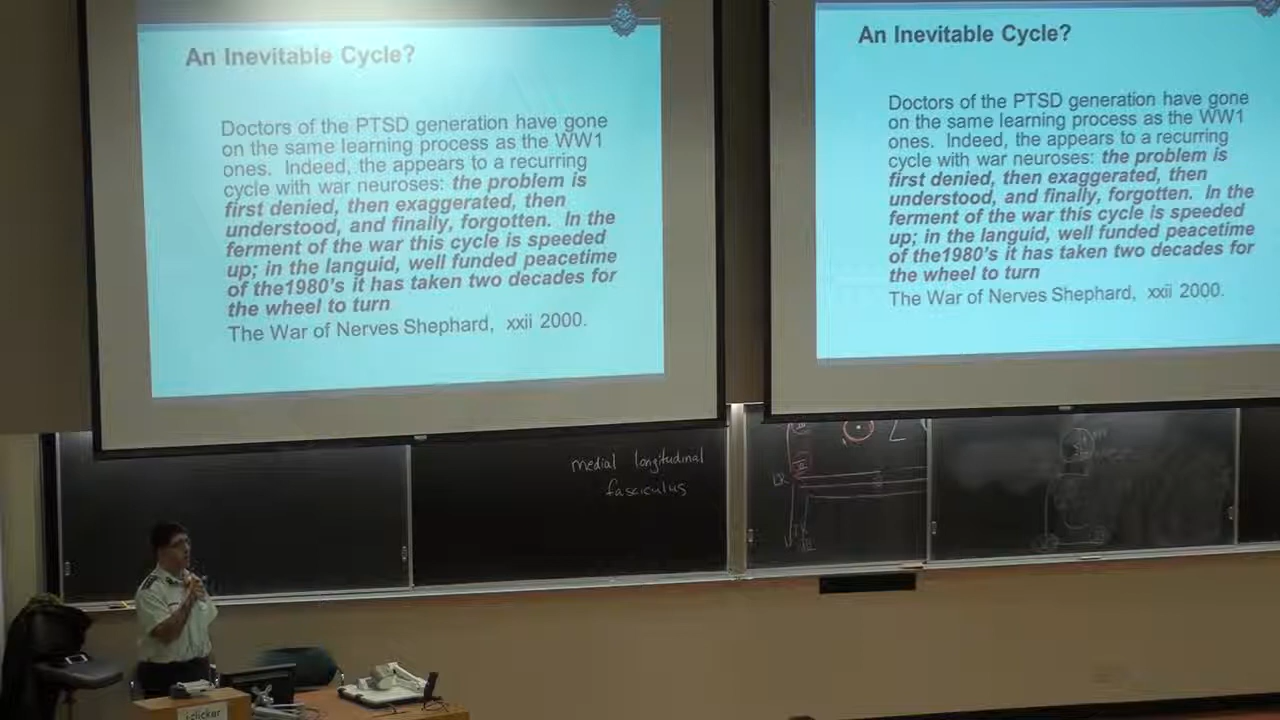 An Inevitable Cycle?
Doctors of the PTSD generation have gone
on the same learning process as the WW1
ones. Indeed, the appears to a recurring
cycle with war neuroses: the problem is
first denied, then exaggerated, then
understood, and finally, forgotten. In the
ferment of the war this cycle is speeded
up; in the languid, well funded peacetime
of the1980's it has taken two decades for
the wheel to turn
The War of Nerves Shephard, xxii 2000.
An Inevitable Cycle?
Doctors of the PTSD generation have gone
on the same learning process as the WW1
ones. Indeed, the appears to a recurring
cycle with war neuroses: the problem is
first denied, then exaggerated, then
understood, and finally, forgotten. In the
ferment of the war this cycle is speeded
up; in the languid, well funded peacetime
of the1980's it has taken two decades for
the wheel to turn
The War of Nerves Shephard, xxii 2000.
medial longitudinal
fasciculus
i-clicker